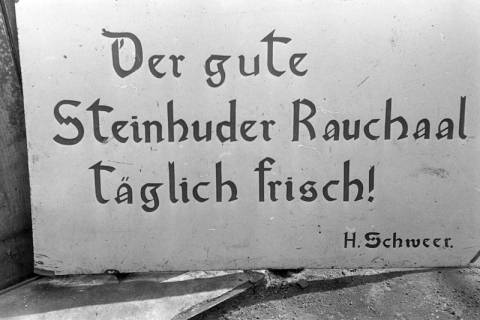 Der gute
Steinhuder Rauchaal
täglich frisch!
H. Schweer.